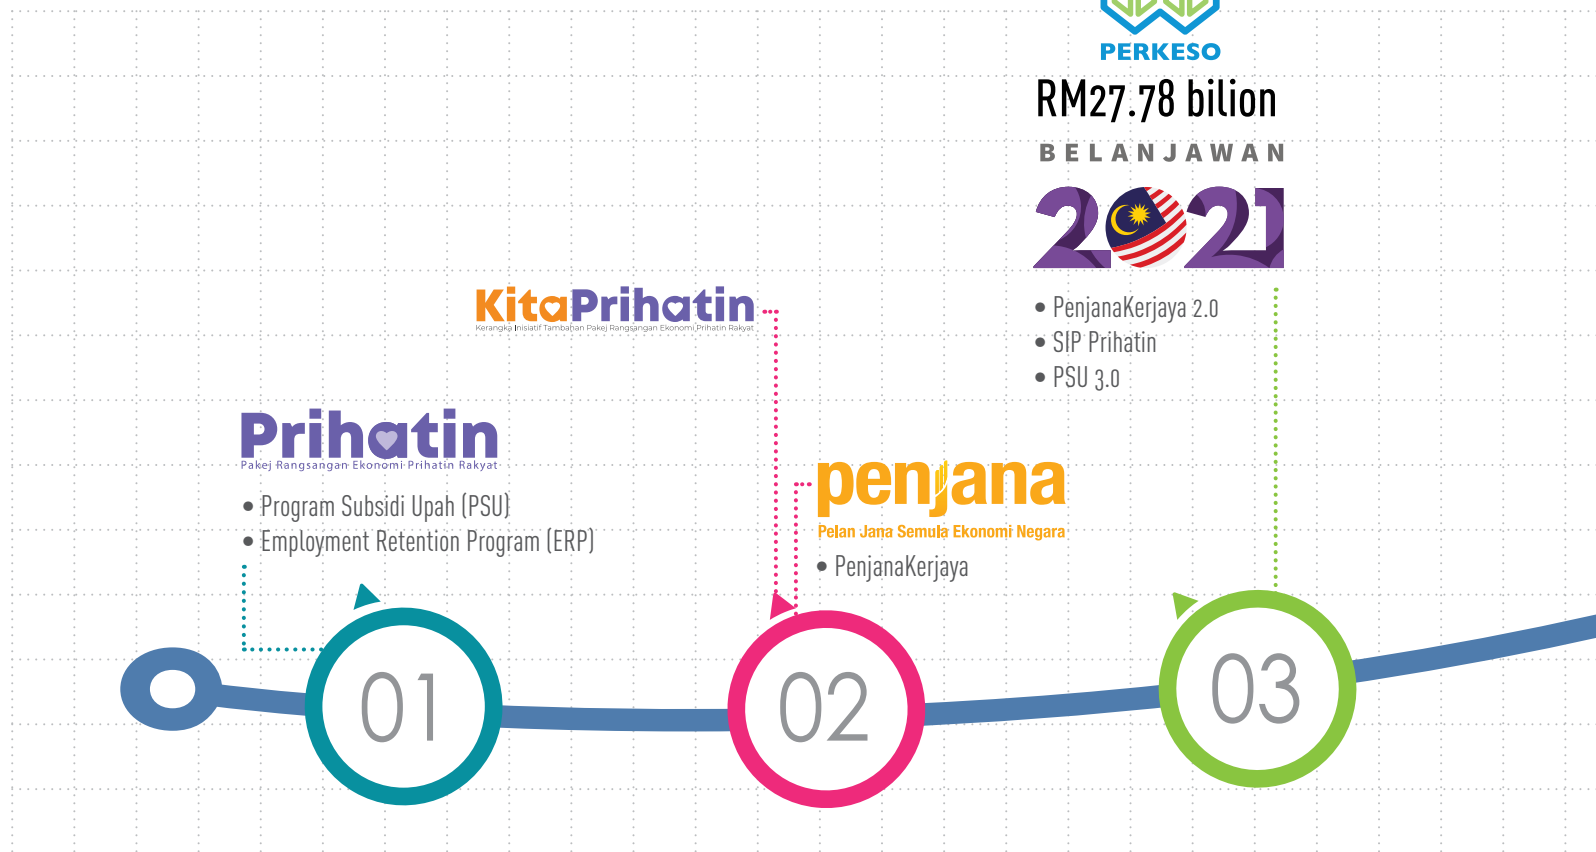 PERKESO
RM27.78 bilion
BELANJAWAN
2021
• PenjanaKerjaya 2.0
• SIP Prihatin
• PSU 3.0
KitaPrihatin
Kerangka Inisiatif Tambahan Pakej Rangsangan Ekonomi Prihatin Rakyat
Prihatin
Pakej Rangsangan Ekonomi Prihatin Rakyat
• Program Subsidi Upah (PSU)
• Employment Retention Program (ERP)
penjana
Pelan Jana Semula Ekonomi Negara
• PenjanaKerjaya
01
02
03